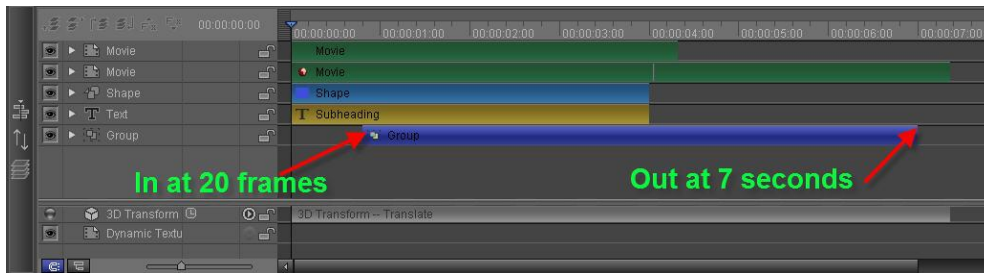 00:00:00:00
00:00:00:00 00:00:01:00 00:00:02:00 00:00:03:00 00:00:04:00 00:00:05:00 00:00:06:00 00:00:07:00
Movie Movie
Movie Movie
Shape Shape
T Text T Subheading
Group Group
In at 20 frames Out at 7 seconds
3D Transform 3D Transform -- Translate
Dynamic Textu